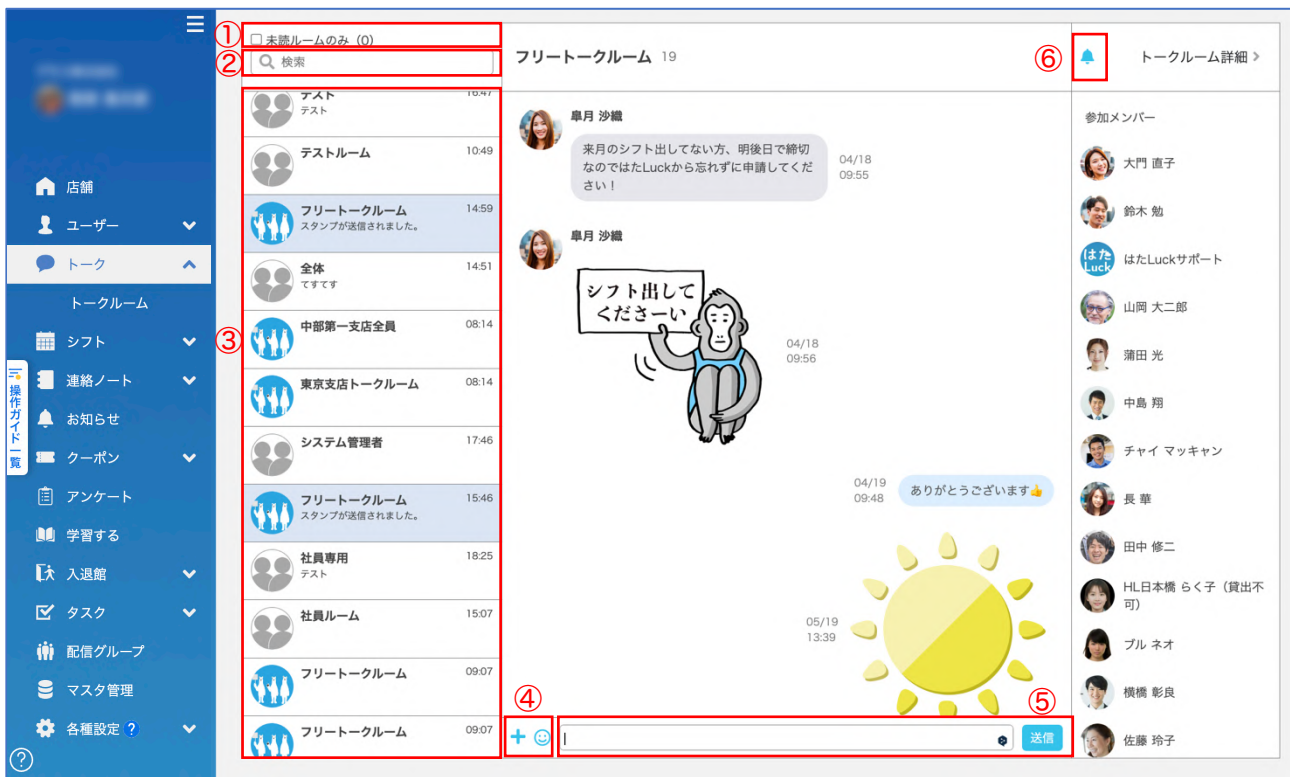 店舗
ユーザー
トーク
トークルーム
シフト
連絡ノート
お知らせ
クーポン
アンケート
学習する
入退館
タスク
配信グループ
マスタ管理
各種設定 ?
?
操作ガイド一覧
①
未読ルームのみ（0）
②
検索
③
テスト 16:47
テスト
テストルーム 10:49
フリートークルーム 14:59
スタンプが送信されました。
全体 14:51
てすてす
中部第一支店全員 08:14
東京支店トークルーム 08:14
システム管理者 17:46
フリートークルーム 15:46
スタンプが送信されました。
社員専用 18:25
テスト
社員ルーム 15:07
フリートークルーム 09:07
フリートークルーム 09:07
フリートークルーム 19
皐月 沙織
来月のシフト出してない方、明後日で締切
なのではたLuckから忘れずに申請してくだ
さい！
04/18
09:55
皐月 沙織
シフト出して
くださーい
04/18
09:56
04/19
09:48
ありがとうございます👍
05/19
13:39
④
⑤
送信
⑥
トークルーム詳細
参加メンバー
大門 直子
鈴木 勉
はた
Luck
はたLuckサポート
山岡 大二郎
蒲田 光
中島 翔
チャイ マッキャン
長 華
田中 修二
HL日本橋 らく子（貸出不
可）
ブル ネオ
横橋 彰良
佐藤 玲子